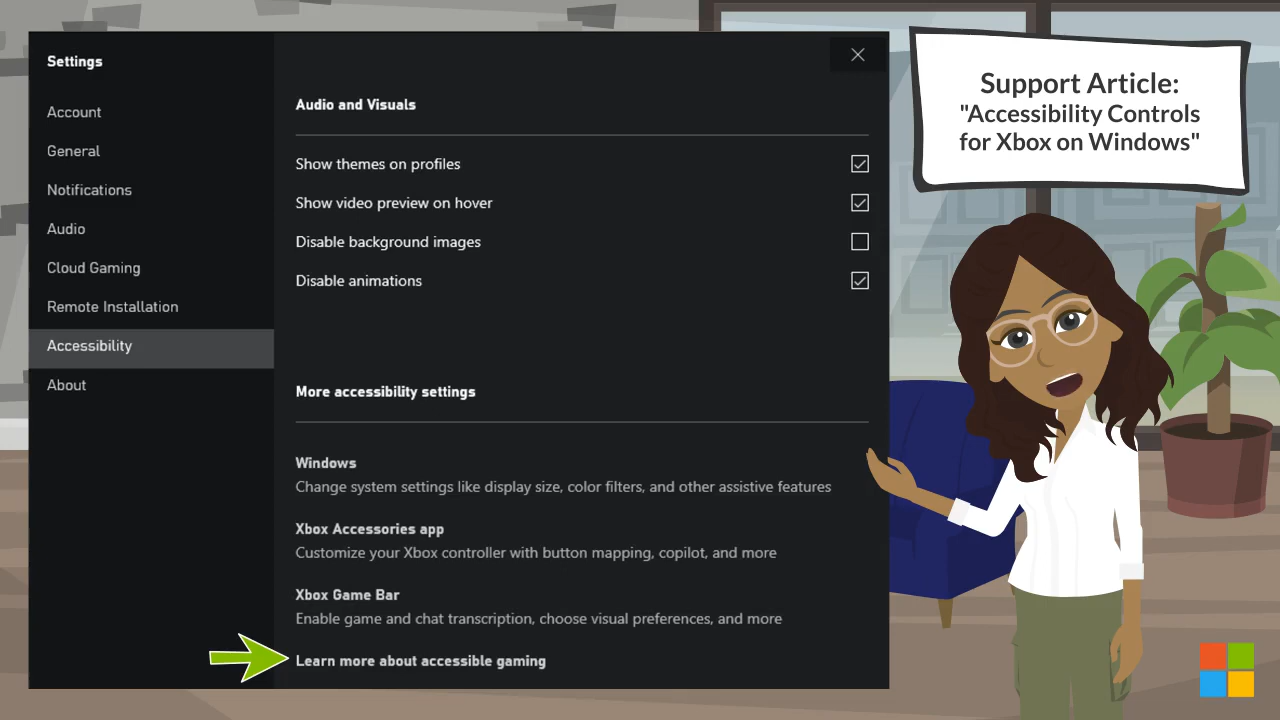 Settings
Account
General
Notifications
Audio
Cloud Gaming
Remote Installation
Accessibility
About
Audio and Visuals
Show themes on profiles
Show video preview on hover
Disable background images
Disable animations
More accessibility settings
Windows
Change system settings like display size, color filters, and other assistive features
Xbox Accessories app
Customize your Xbox controller with button mapping, copilot, and more
Xbox Game Bar
Enable game and chat transcription, choose visual preferences, and more
Learn more about accessible gaming
Support Article:
"Accessibility Controls
for Xbox on Windows"